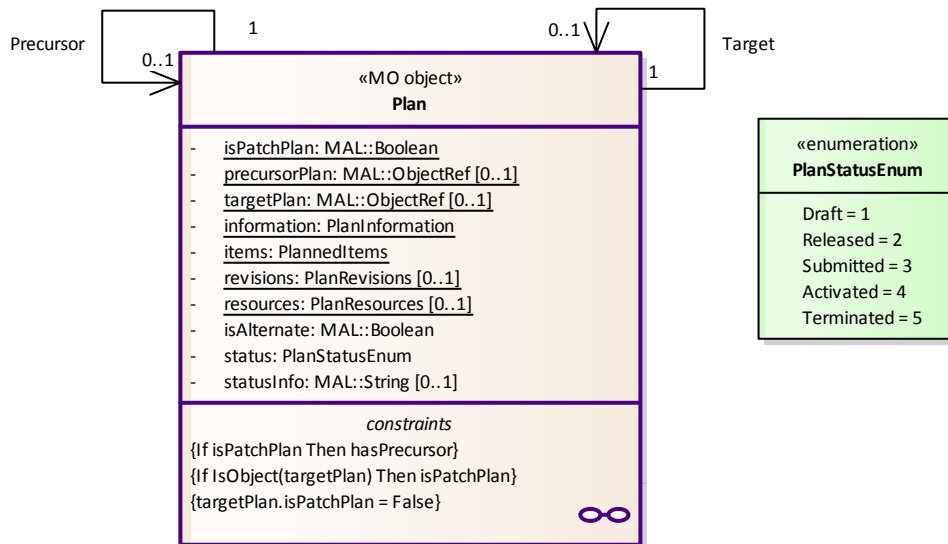 Precursor
1
0..1
0..1
Target
1
«MO object»
Plan
- isPatchPlan: MAL::Boolean
- precursorPlan: MAL::ObjectRef [0..1]
- targetPlan: MAL::ObjectRef [0..1]
- information: PlanInformation
- items: PlannedItems
- revisions: PlanRevisions [0..1]
- resources: PlanResources [0..1]
- isAlternate: MAL::Boolean
- status: PlanStatusEnum
- statusInfo: MAL::String [0..1]
constraints
{If isPatchPlan Then hasPrecursor}
{If IsObject(targetPlan) Then isPatchPlan}
{targetPlan.isPatchPlan = False}
«enumeration»
PlanStatusEnum
Draft = 1
Released = 2
Submitted = 3
Activated = 4
Terminated = 5